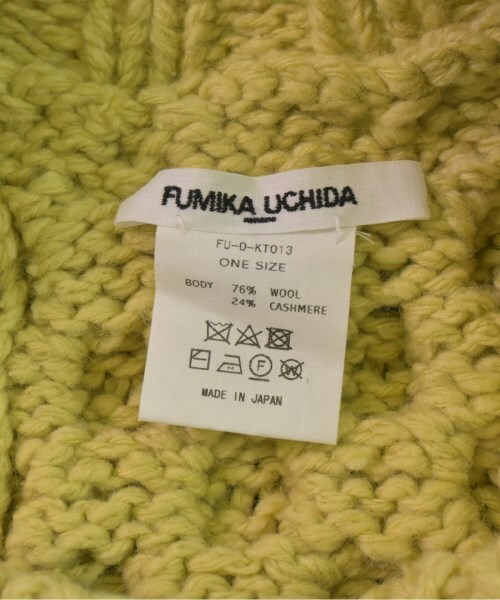 FUMIKA UCHIDA
FU-O-KT013
ONE SIZE
BODY 76% WOOL
24% CASHMERE
F W
MADE IN JAPAN